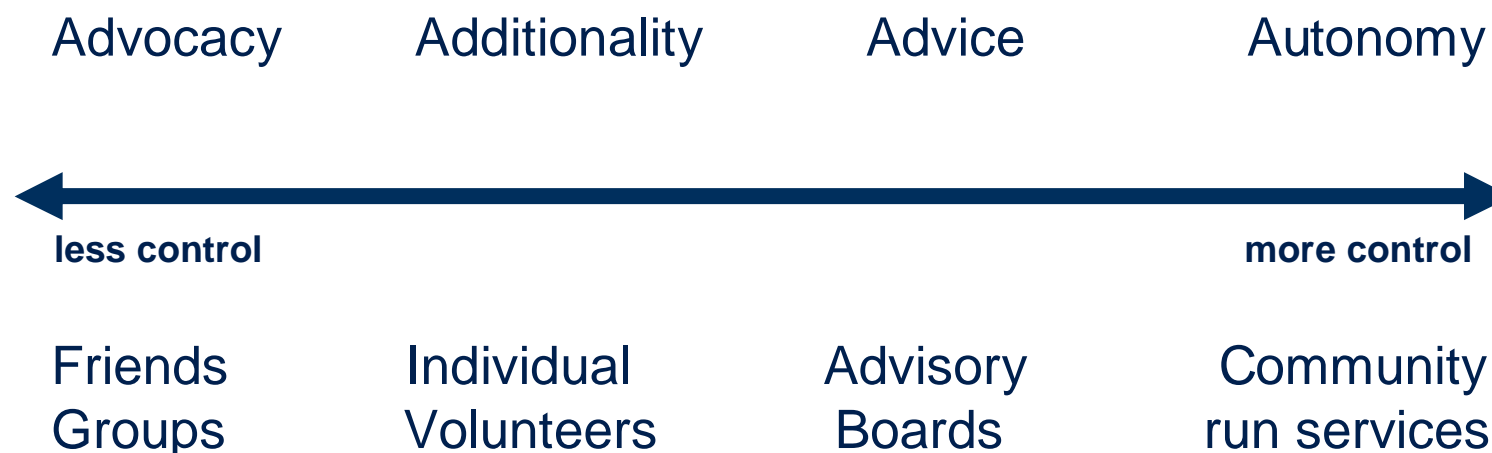 Advocacy Additionality Advice Autonomy
less control more control
Friends Individual Advisory Community
Groups Volunteers Boards run services